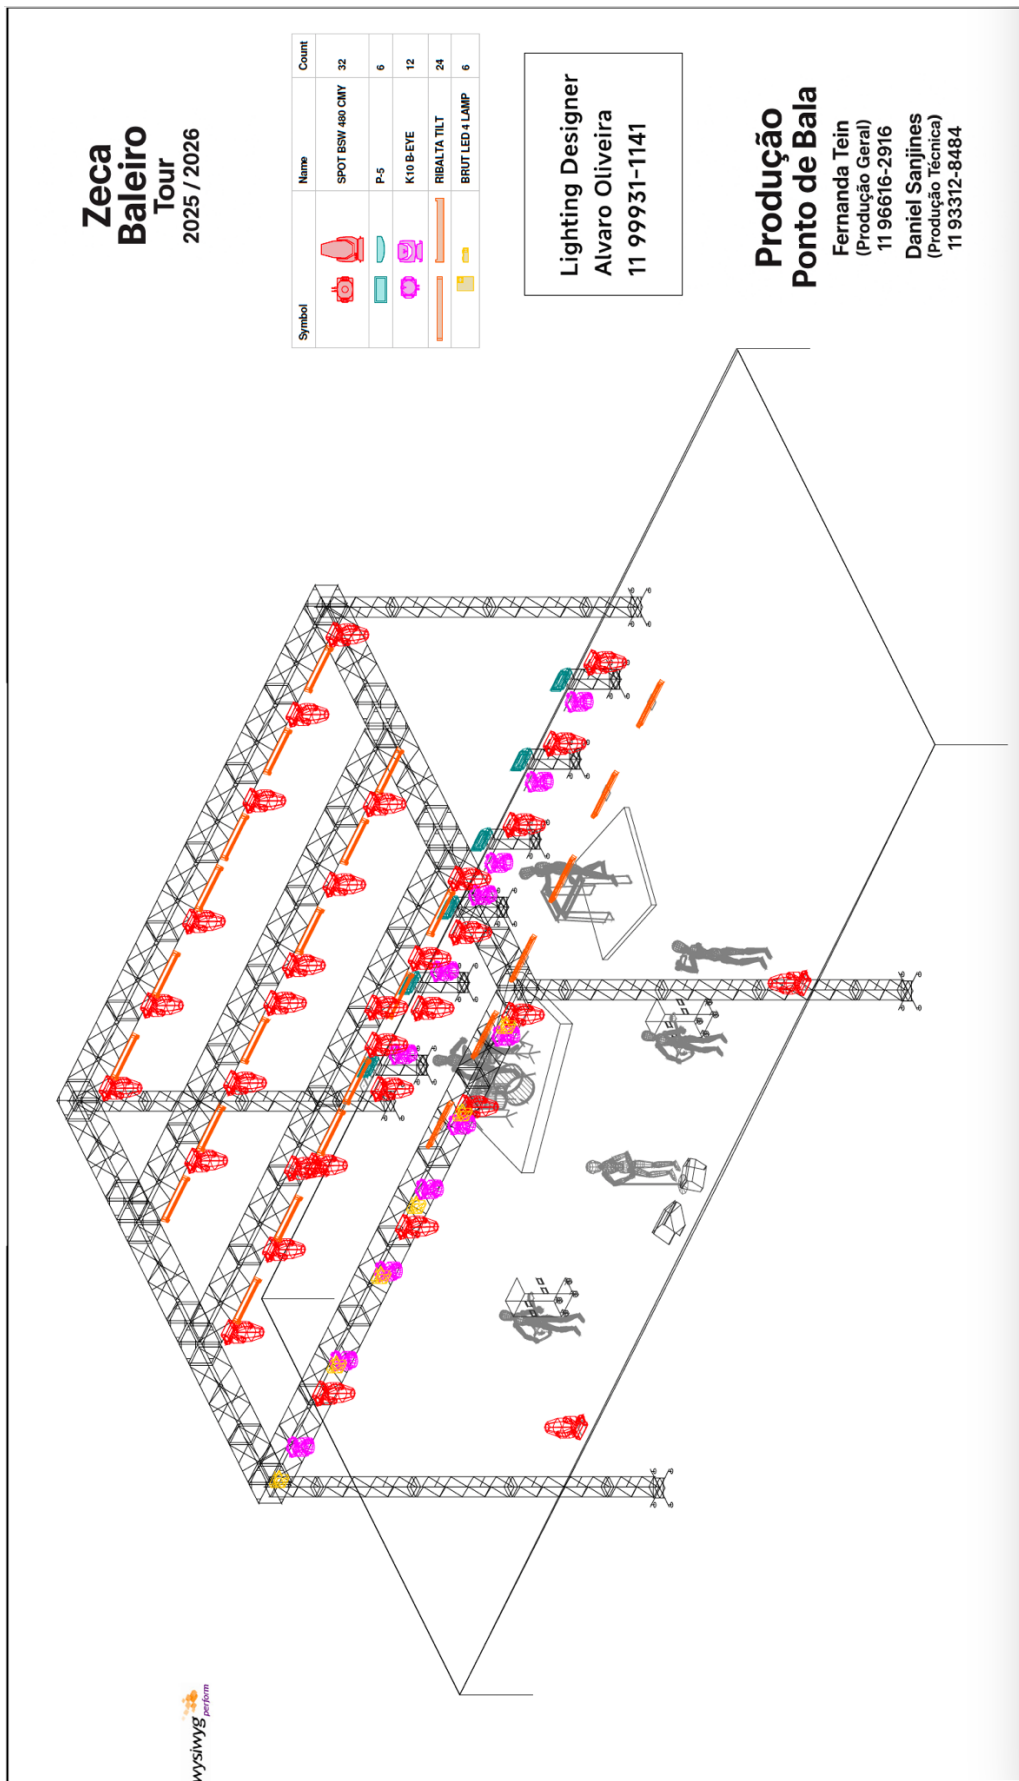 Zeca
Baleiro
Tour
2025 / 2026
Symbol Name Count
SPOT BSW 480 CMY 32
P-5 6
K10 B-EYE 12
RIBALTA TILT 24
BRUT LED 4 LAMP 6
Lighting Designer
Alvaro Oliveira
11 99931-1141
Produção
Ponto de Bala
Fernanda Tein
(Produção Geral)
11 96616-2916
Daniel Sanjines
(Produção Técnica)
11 93312-8484
wysiwyg
perform